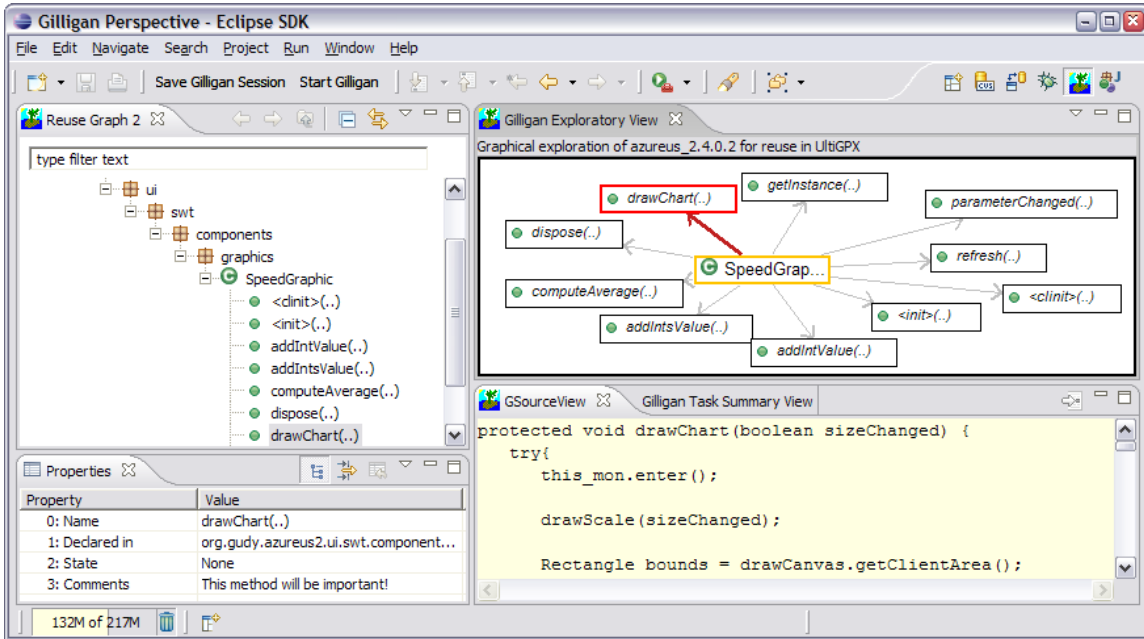 Gilligan Perspective - Eclipse SDK
File Edit Navigate Search Project Run Window Help
Save Gilligan Session Start Gilligan
cus
Reuse Graph 2
type filter text
ui
swt
components
graphics
C SpeedGraphic
<clinit>(..)
<init>(..)
addIntValue(..)
addIntsValue(..)
computeAverage(..)
dispose(..)
drawChart(..)
Gilligan Exploratory View
Graphical exploration of azureus_2.4.0.2 for reuse in UltiGPX
getInstance(..)
drawChart(..)
parameterChanged(..)
dispose(..)
refresh(..)
C SpeedGrap...
computeAverage(..)
<clinit>(..)
<init>(..)
addIntsValue(..)
addIntValue(..)
Properties
Property Value
0: Name drawChart(..)
1: Declared in org.gudy.azureus2.ui.swt.component...
2: State None
3: Comments This method will be important!
GSourceView Gilligan Task Summary View
protected void drawChart(boolean sizeChanged) {
try{
this_mon.enter();
drawScale(sizeChanged);
Rectangle bounds = drawCanvas.getClientArea();
132M of 217M